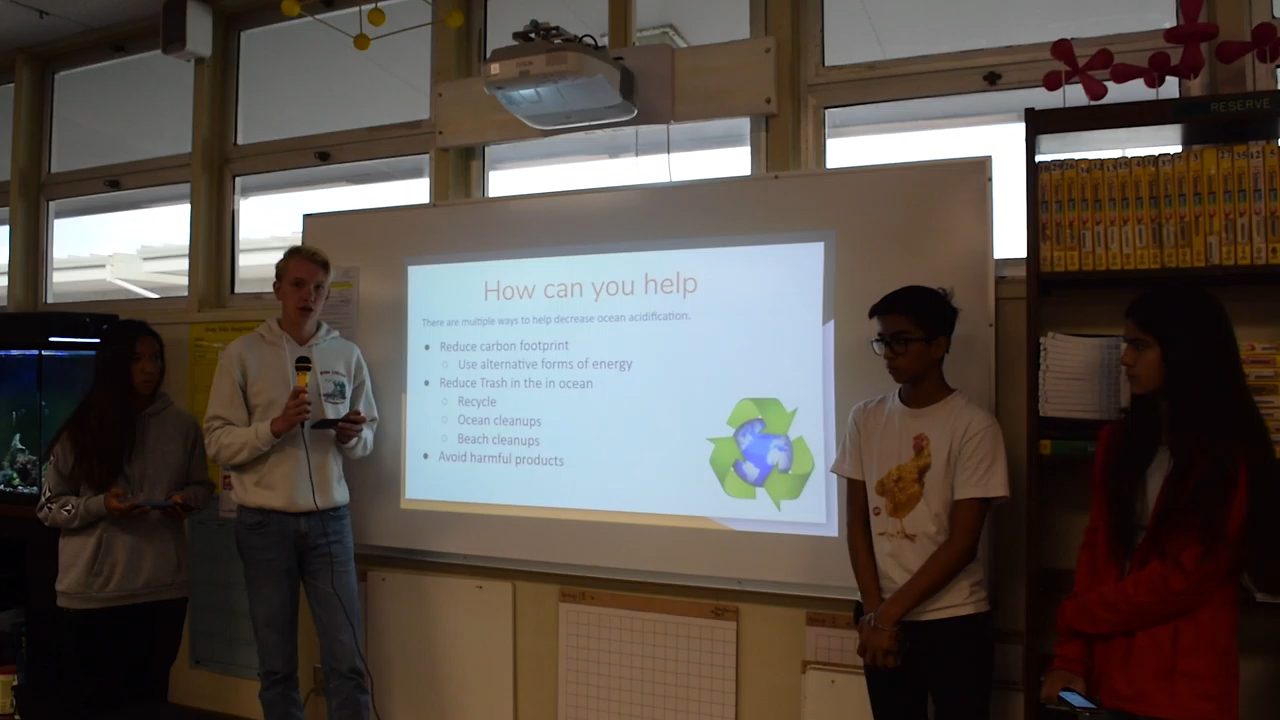 EPSON
RESERVE
How can you help
There are multiple ways to help decrease ocean acidification.
● Reduce carbon footprint
○ Use alternative forms of energy
● Reduce Trash in the in ocean
○ Recycle
○ Ocean cleanups
○ Beach cleanups
● Avoid harmful products